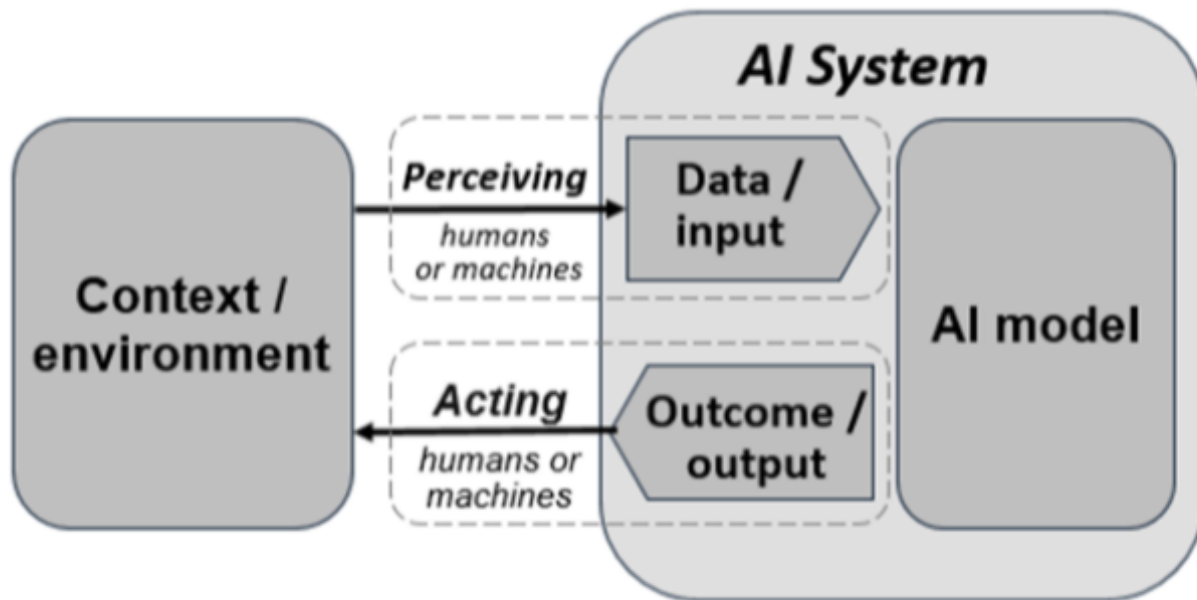 AI System
Perceiving
humans
or machines
Data /
input
Context /
environment
AI model
Acting
humans or
machines
Outcome /
output